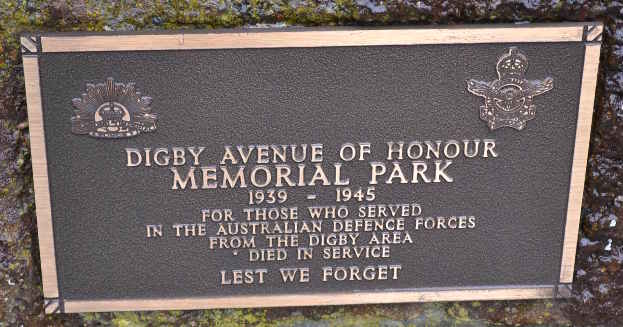 DIGBY AVENUE OF HONOUR
MEMORIAL PARK
1939 - 1945
FOR THOSE WHO SERVED
IN THE AUSTRALIAN DEFENCE FORCES
FROM THE DIGBY AREA
* DIED IN SERVICE
LEST WE FORGET